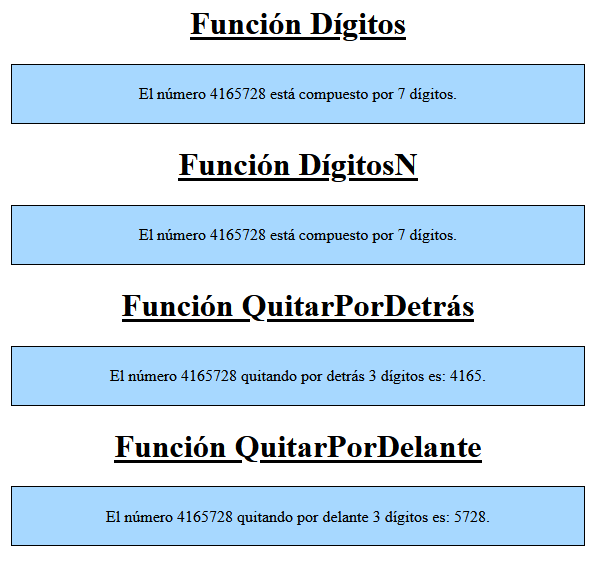 Función Dígitos
El número 4165728 está compuesto por 7 dígitos.
Función DígitosN
El número 4165728 está compuesto por 7 dígitos.
Función QuitarPorDetrás
El número 4165728 quitando por detrás 3 dígitos es: 4165.
Función QuitarPorDelante
El número 4165728 quitando por delante 3 dígitos es: 5728.